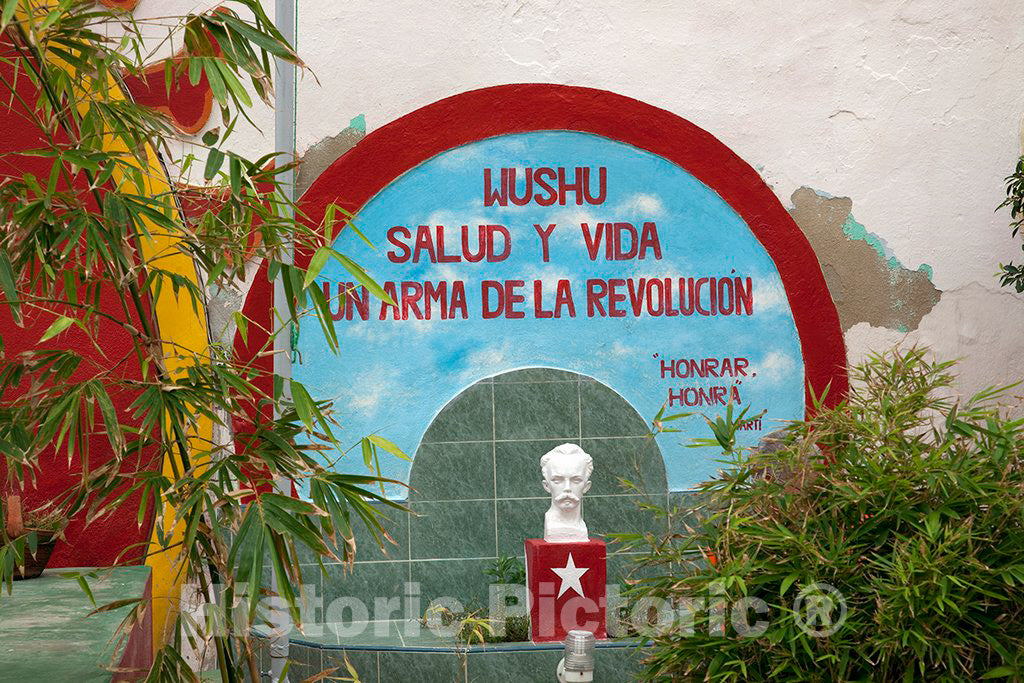 WUSHU
SALUD Y VIDA
UN ARMA DE LA REVOLUCIÓN
"HONRAR,
HONRA"
Historic Pictoric ®